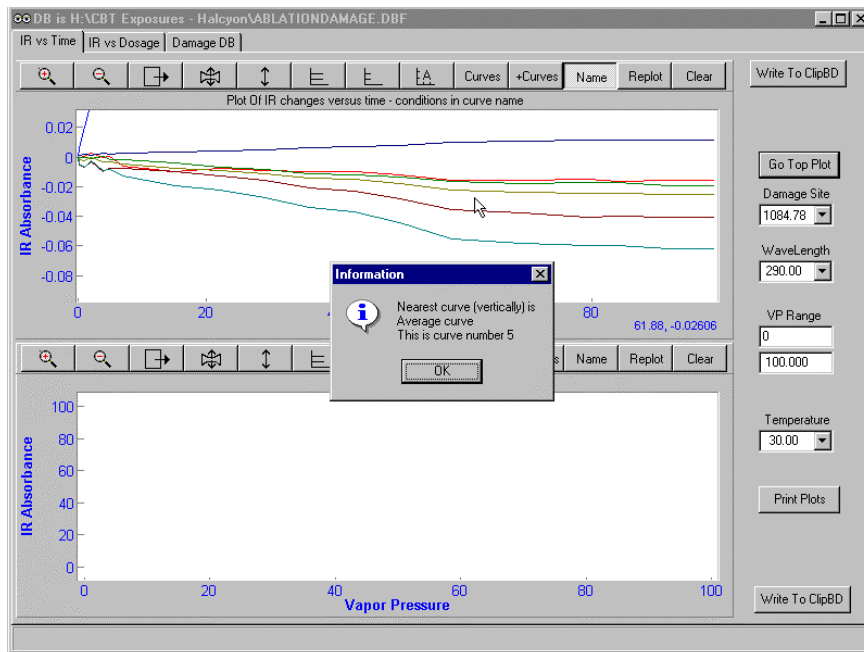 DB is H:\CBT Exposures - Halcyon\ABLATIONDAMAGE.DBF
IR vs Time IR vs Dosage Damage DB
A Curves +Curves Name Replot Clear
Write To ClipBD
Plot Of IR changes versus time - conditions in curve name
IR Absorbance
0.02
0
-0.02
-0.04
-0.06
-0.08
0 20 80
61.88, -0.02606
Go Top Plot
Damage Site
1084.78
WaveLength
290.00
VP Range
0
100.000
Temperature
30.00
Print Plots
Write To ClipBD
Information
Nearest curve (vertically) is
Average curve
This is curve number 5
OK
Name Replot Clear
IR Absorbance
100
80
60
40
20
0
0 20 40 60 80 100
Vapor Pressure